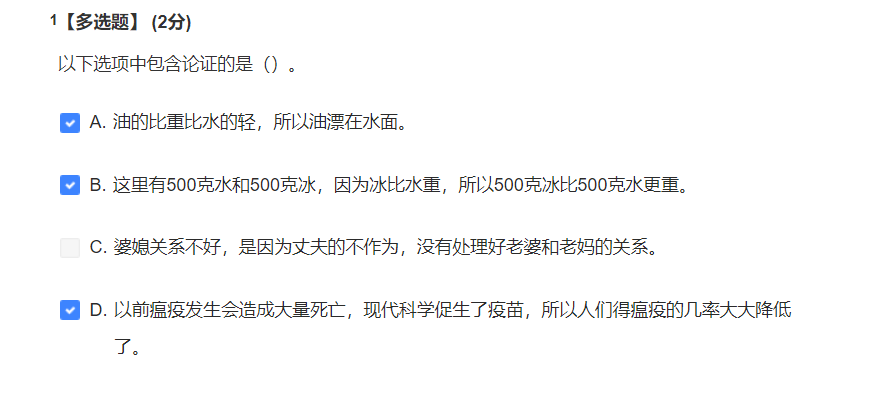 1【多选题】 (2分)
以下选项中包含论证的是（）。
A. 油的比重比水的轻，所以油漂在水面。
B. 这里有500克水和500克冰，因为冰比水重，所以500克冰比500克水更重。
C. 婆媳关系不好，是因为丈夫的不作为，没有处理好老婆和老妈的关系。
D. 以前瘟疫发生会造成大量死亡，现代科学促生了疫苗，所以人们得瘟疫的几率大大降低
了。